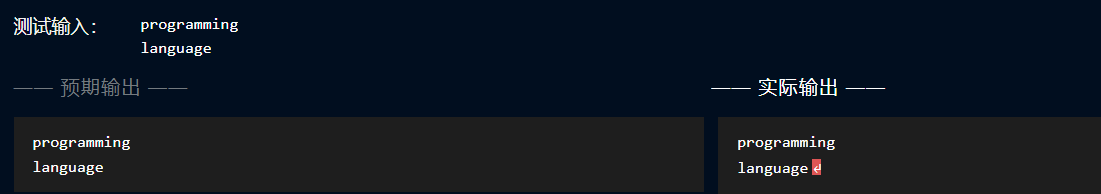 测试输入： programming
language
—— 预期输出 —— —— 实际输出 ——
programming programming
language language↵